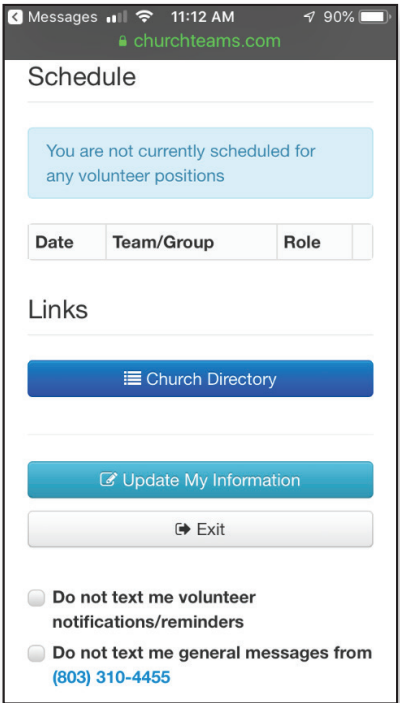 Messages 11:12 AM 90%
churchteams.com
Schedule
You are not currently scheduled for
any volunteer positions
Date Team/Group Role
Links
Church Directory
Update My Information
Exit
Do not text me volunteer
notifications/reminders
Do not text me general messages from
(803) 310-4455